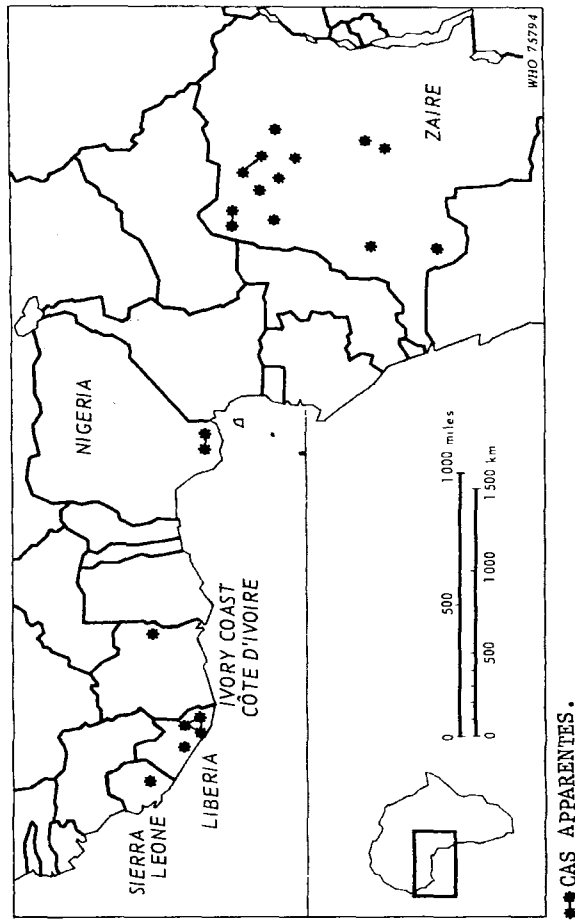 NIGERIA
ZAIRE
IVORY COAST
CÔTE D'IVOIRE
SIERRA
LEONE
LIBERIA
0 500 1000 miles
0 500 1000 1500 km
WHO 75794
CAS APPARENTES.